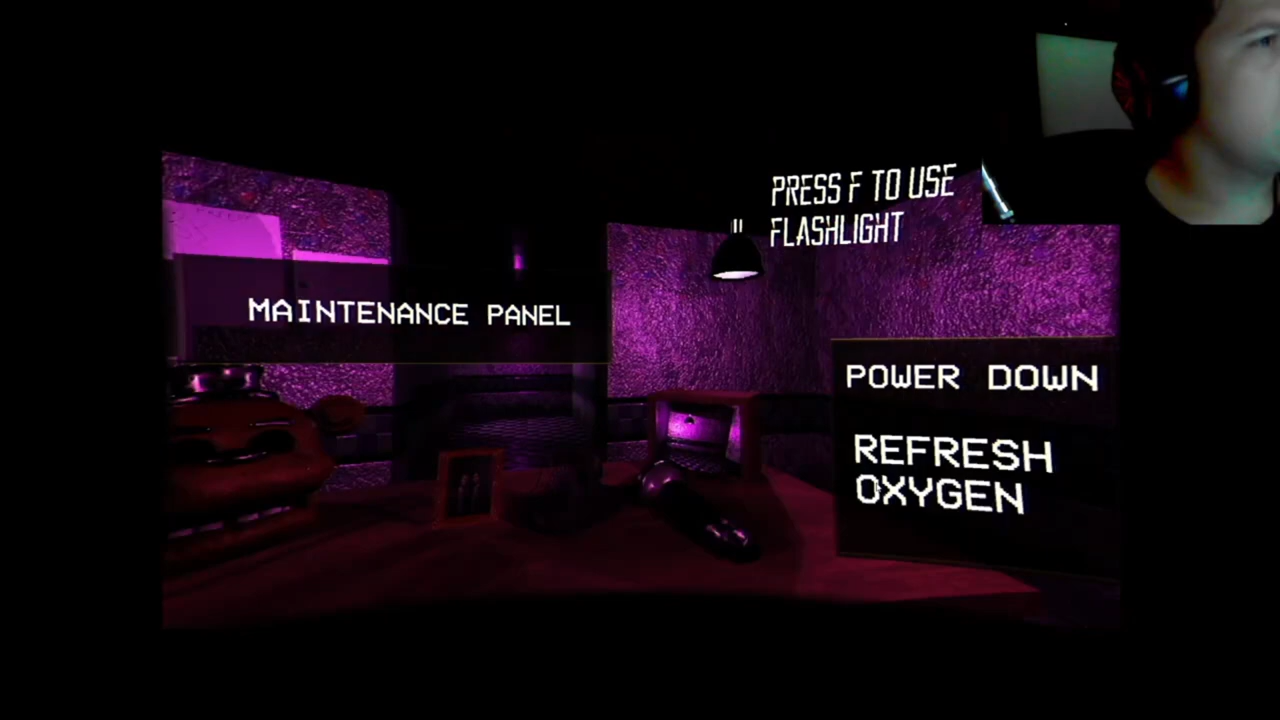 PRESS F TO USE
FLASHLIGHT
MAINTENANCE PANEL
POWER DOWN
REFRESH
OXYGEN